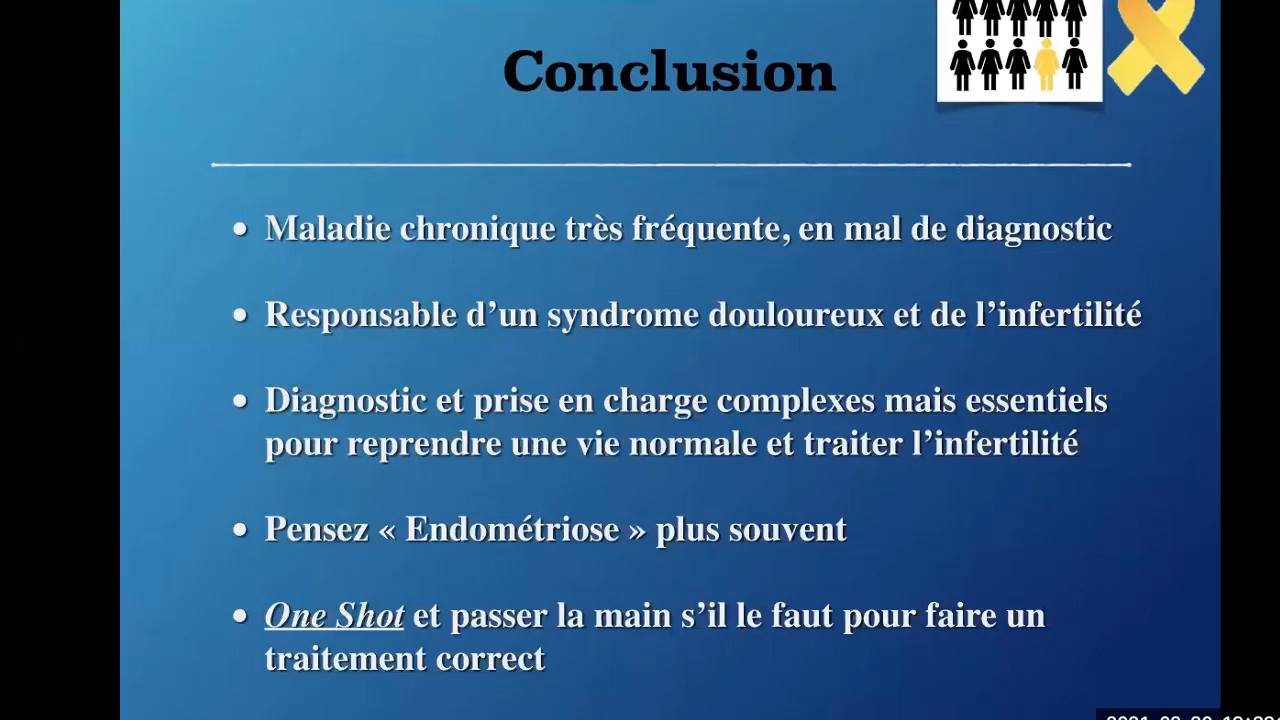 Conclusion
• Maladie chronique très fréquente, en mal de diagnostic
• Responsable d’un syndrome douloureux et de l’infertilité
• Diagnostic et prise en charge complexes mais essentiels
pour reprendre une vie normale et traiter l’infertilité
• Pensez « Endométriose » plus souvent
• One Shot et passer la main s’il le faut pour faire un
traitement correct